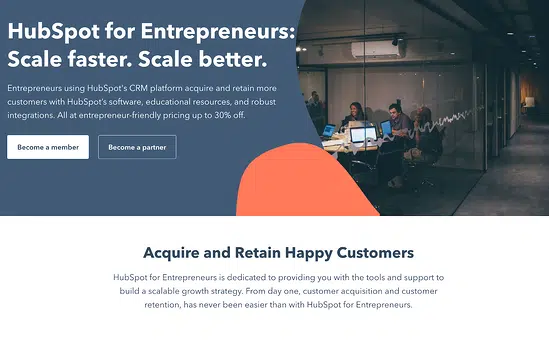 HubSpot for Entrepreneurs:
Scale faster. Scale better.
Entrepreneurs using HubSpot's CRM platform acquire and retain more
customers with HubSpot's software, educational resources, and robust
integrations. All at entrepreneur-friendly pricing up to 30% off.
Become a member
Become a partner
Acquire and Retain Happy Customers
HubSpot for Entrepreneurs is dedicated to providing you with the tools and support to
build a scalable growth strategy. From day one, customer acquisition and customer
retention, has never been easier than with HubSpot for Entrepreneurs.